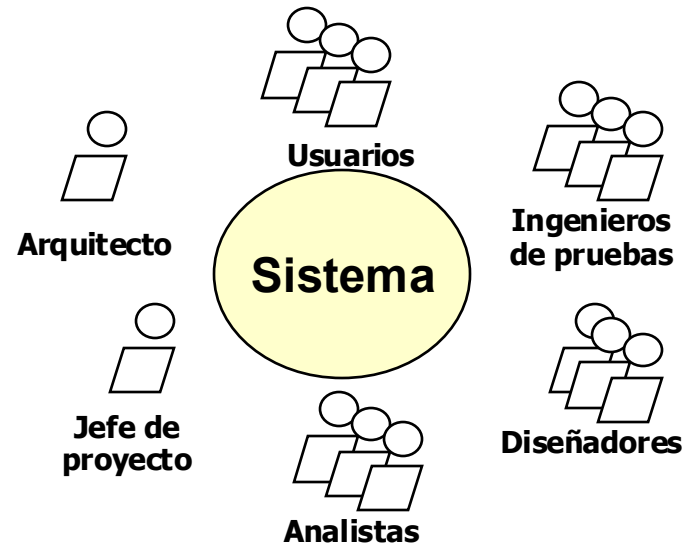 Usuarios
Arquitecto
Ingenieros
de pruebas
Sistema
Jefe de
proyecto
Diseñadores
Analistas